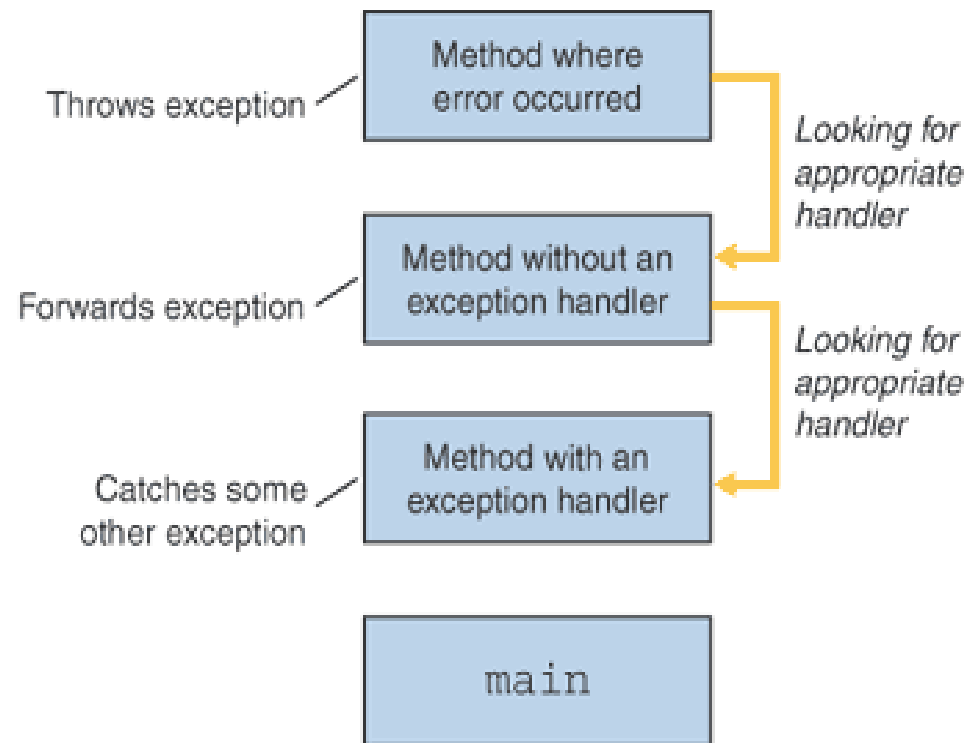 Method where
error occurred
Throws exception
Looking for
appropriate
handler
Method without an
exception handler
Forwards exception
Looking for
appropriate
handler
Method with an
exception handler
Catches some
other exception
main